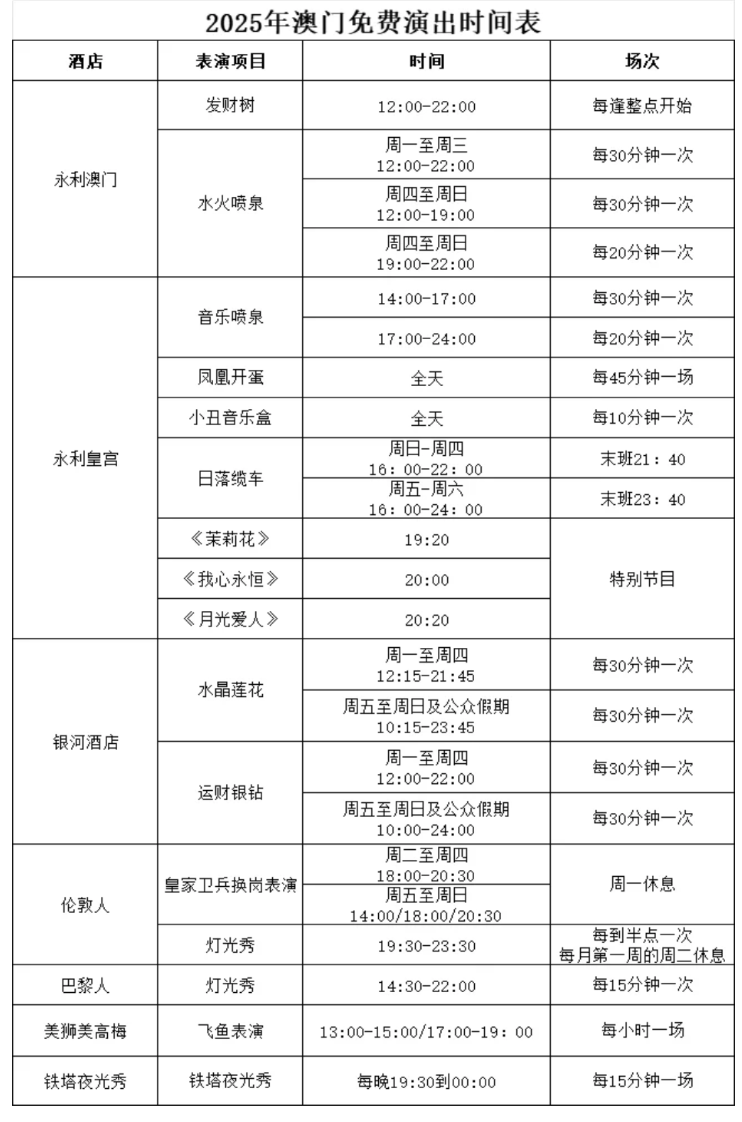 2025年澳门免费演出时间表
酒店 表演项目 时间 场次
永利澳门
发财树 12:00-22:00 每逢整点开始
水火喷泉
周一至周三
12:00-22:00
每30分钟一次
周四至周日
12:00-19:00
每30分钟一次
周四至周日
19:00-22:00
每20分钟一次
永利皇宫
音乐喷泉
14:00-17:00 每30分钟一次
17:00-24:00 每20分钟一次
凤凰开蛋 全天 每45分钟一场
小丑音乐盒 全天 每10分钟一次
日落缆车
周日-周四
16：00-22：00
末班21：40
周五-周六
16：00-24：00
末班23：40
《茉莉花》 19:20
《我心永恒》 20:00
特别节目
《月光爱人》 20:20
银河酒店
水晶莲花
周一至周四
12:15-21:45
每30分钟一次
周五至周日及公众假期
10:15-23:45
每30分钟一次
运财银钻
周一至周四
12:00-22:00
每30分钟一次
周五至周日及公众假期
10:00-24:00
每30分钟一次
伦敦人
皇家卫兵换岗表演
周二至周四
18:00-20:30
周五至周日
14:00/18:00/20:30
周一休息
灯光秀 19:30-23:30
每到半点一次
每月第一周的周二休息
巴黎人 灯光秀 14:30-22:00 每15分钟一次
美狮美高梅 飞鱼表演 13:00-15:00/17:00-19：00 每小时一场
铁塔夜光秀 铁塔夜光秀 每晚19:30到00:00 每15分钟一场